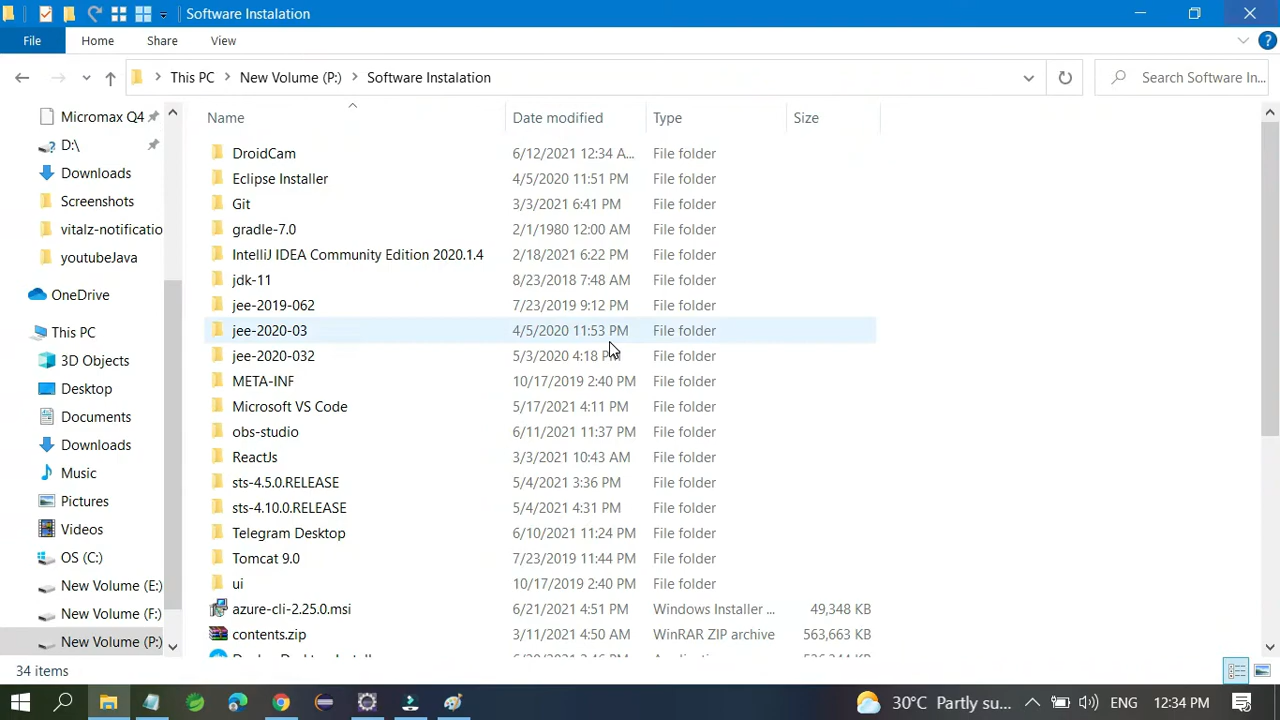 Software Instalation
File Home Share View
This PC New Volume (P:) Software Instalation Search Software In...
Name Date modified Type Size
Micromax Q4
D:\
Downloads
Screenshots
vitalz-notificatio
youtubeJava
OneDrive
This PC
3D Objects
Desktop
Documents
Downloads
Music
Pictures
Videos
OS (C:)
New Volume (E:)
New Volume (F:)
New Volume (P:)
DroidCam 6/12/2021 12:34 A... File folder
Eclipse Installer 4/5/2020 11:51 PM File folder
Git 3/3/2021 6:41 PM File folder
gradle-7.0 2/1/1980 12:00 AM File folder
IntelliJ IDEA Community Edition 2020.1.4 2/18/2021 6:22 PM File folder
jdk-11 8/23/2018 7:48 AM File folder
jee-2019-062 7/23/2019 9:12 PM File folder
jee-2020-03 4/5/2020 11:53 PM File folder
jee-2020-032 5/3/2020 4:18 PM File folder
META-INF 10/17/2019 2:40 PM File folder
Microsoft VS Code 5/17/2021 4:11 PM File folder
obs-studio 6/11/2021 11:37 PM File folder
ReactJs 3/3/2021 10:43 AM File folder
sts-4.5.0.RELEASE 5/4/2021 3:36 PM File folder
sts-4.10.0.RELEASE 5/4/2021 4:31 PM File folder
Telegram Desktop 6/10/2021 11:24 PM File folder
Tomcat 9.0 7/23/2019 11:44 PM File folder
ui 10/17/2019 2:40 PM File folder
azure-cli-2.25.0.msi 6/21/2021 4:51 PM Windows Installer ... 49,348 KB
contents.zip 3/11/2021 4:50 AM WinRAR ZIP archive 563,663 KB
34 items
30°C Partly su... ENG 12:34 PM